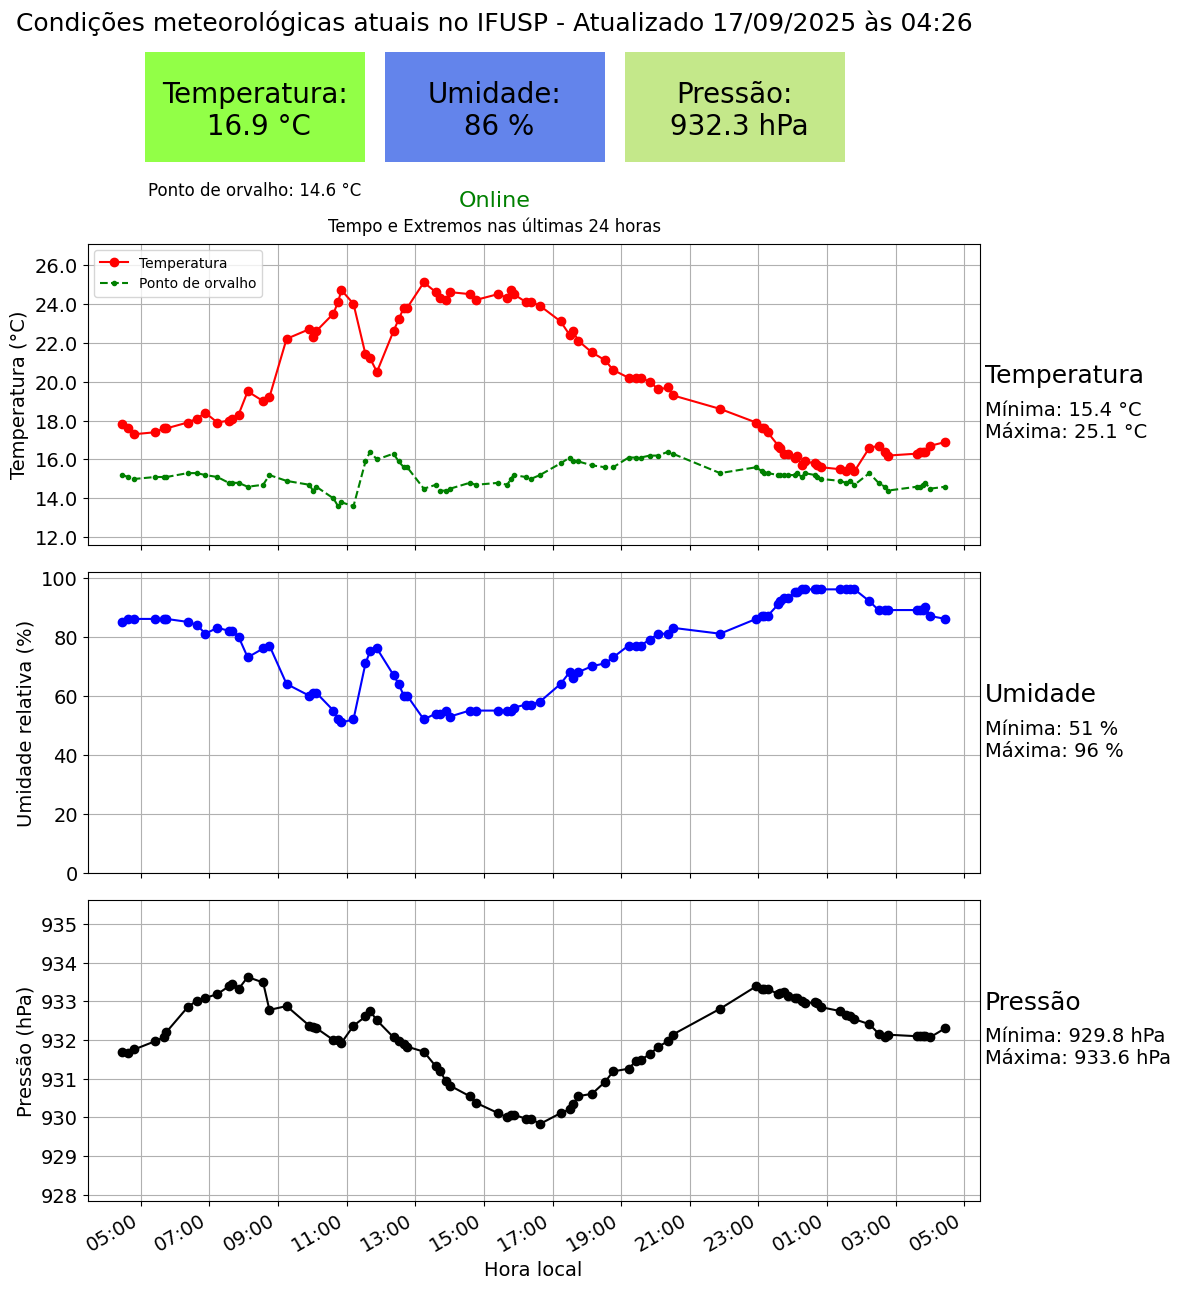 Condições meteorológicas atuais no IFUSP - Atualizado 17/09/2025 às 04:26
Temperatura:
16.9 °C
Umidade:
86 %
Pressão:
932.3 hPa
Ponto de orvalho: 14.6 °C
Online
Tempo e Extremos nas últimas 24 horas
Temperatura (°C)
26.0
24.0
22.0
20.0
18.0
16.0
14.0
12.0
Temperatura
Ponto de orvalho
Temperatura
Mínima: 15.4 °C
Máxima: 25.1 °C
Umidade relativa (%)
100
80
60
40
20
0
Umidade
Mínima: 51 %
Máxima: 96 %
Pressão (hPa)
935
934
933
932
931
930
929
928
Pressão
Mínima: 929.8 hPa
Máxima: 933.6 hPa
05:00 07:00 09:00 11:00 13:00 15:00 17:00 19:00 21:00 23:00 01:00 03:00 05:00
Hora local